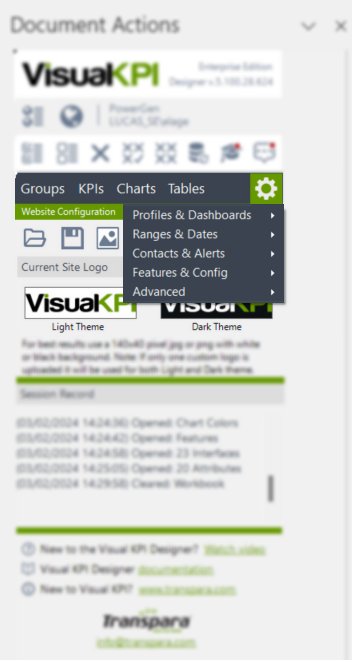 Document Actions
VisualKPI
Enterprise Edition
Designer v.5.100.28.624
PowerGen
Groups KPIs Charts Tables
Website Configuration
Profiles & Dashboards
Ranges & Dates
Contacts & Alerts
Features & Config
Advanced
Current Site Logo
VisualKPI
Light Theme
Dark Theme
For best results use a 140x40 pixel jpg or png with white
or black background. Note: If only one custom logo is
uploaded it will be used for both Light and Dark theme.
Session Record
(03/02/2024 14:24:36) Opened: Chart Colors
(03/02/2024 14:24:42) Opened: Features
(03/02/2024 14:24:58) Opened: 23 Interfaces
(03/02/2024 14:25:05) Opened: 20 Attributes
(03/02/2024 14:29:58) Cleared: Workbook
New to the Visual KPI Designer? Watch video
Visual KPI Designer documentation
New to Visual KPI? www.transpara.com
Transpara
info@transpara.com